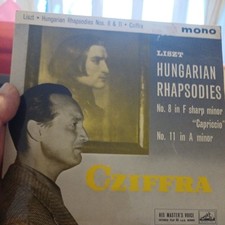 Liszt • Hungarian Rhapsodies Nos. 8 & 11 • Cziffra
mono
LISZT
HUNGARIAN
RHAPSODIES
No. 8 in F sharp minor
"Capriccio"
No. 11 in A minor
CZIFFRA
HIS MASTER'S VOICE